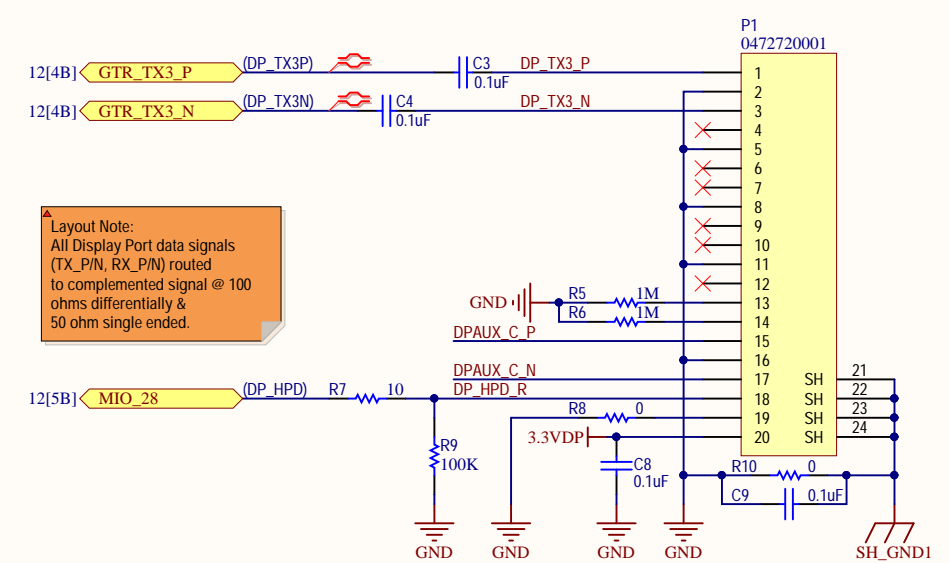 P1
0472720001
12[4B] GTR_TX3_P (DP_TX3P) C3 0.1uF DP_TX3_P 1
2
12[4B] GTR_TX3_N (DP_TX3N) C4 0.1uF DP_TX3_N 3
4
5
6
7
8
9
10
11
12
Layout Note:
All Display Port data signals
(TX_P/N, RX_P/N) routed
to complemented signal @ 100
ohms differentially &
50 ohm single ended.
GND R5 1M 13
R6 1M 14
DPAUX_C_P 15
16
DPAUX_C_N 17 SH 21
12[5B] MIO_28 (DP_HPD) R7 10 DP_HPD_R 18 SH 22
R8 0 19 SH 23
3.3VDP 20 SH 24
R9
100K
C8
0.1uF
R10 0
C9 0.1uF
GND GND GND GND SH_GND1